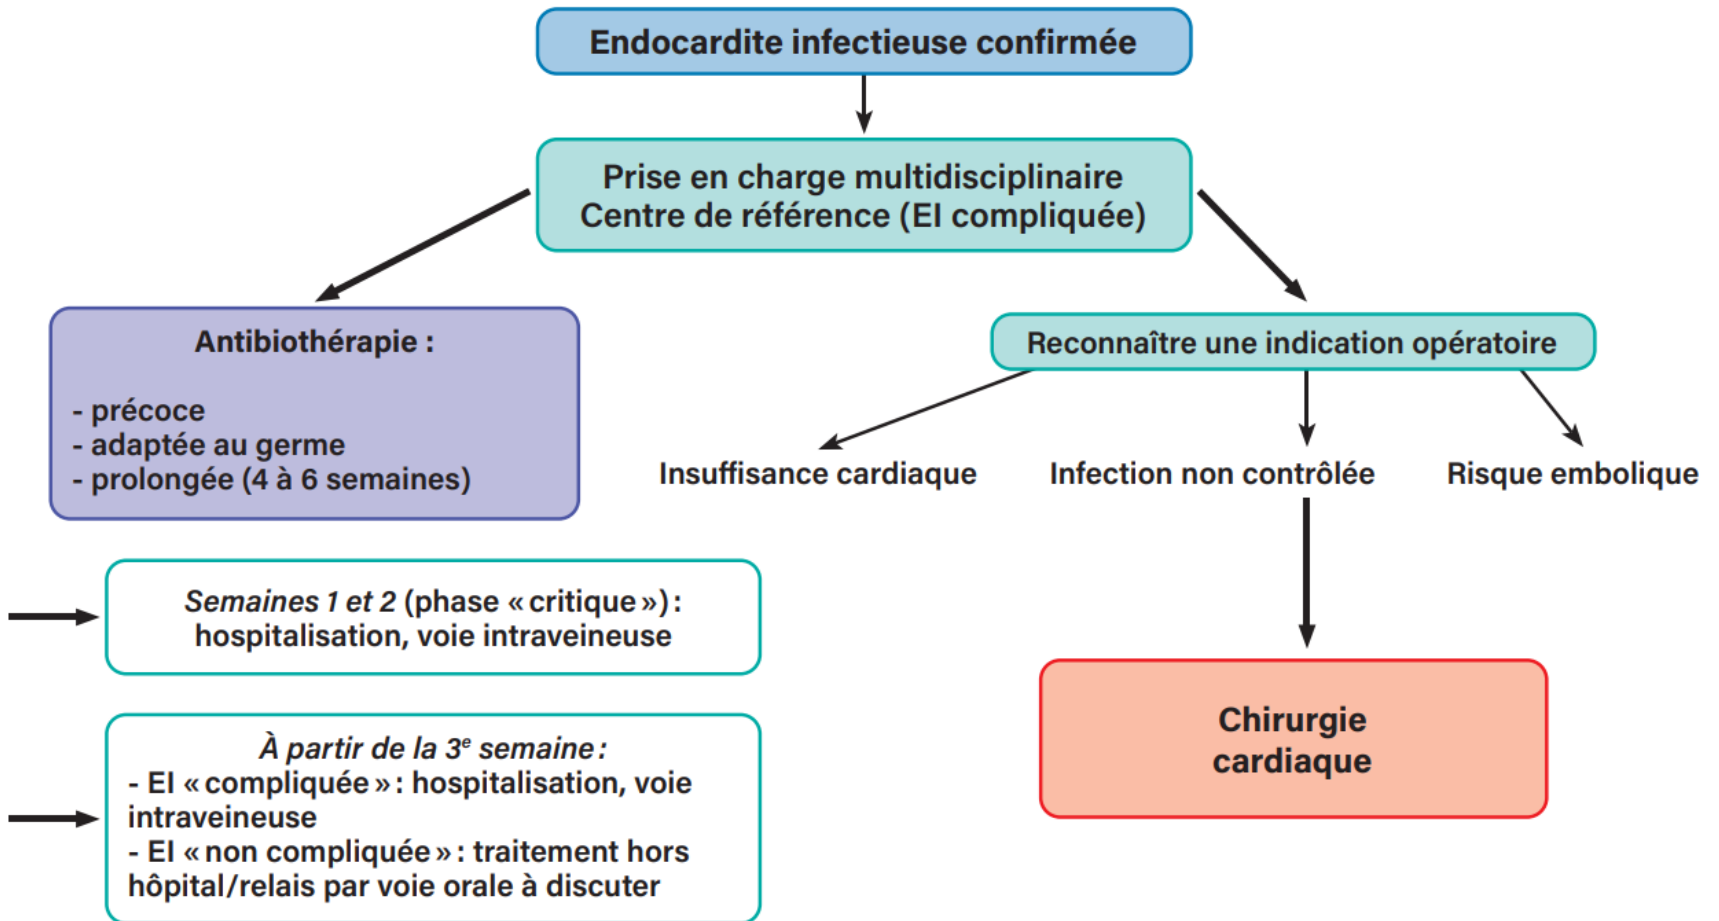 Endocardite infectieuse confirmée
Prise en charge multidisciplinaire
Centre de référence (EI compliquée)
Antibiothérapie :
- précoce
- adaptée au germe
- prolongée (4 à 6 semaines)
Semaines 1 et 2 (phase « critique ») :
hospitalisation, voie intraveineuse
À partir de la 3e semaine :
- EI « compliquée » : hospitalisation, voie
intraveineuse
- EI « non compliquée » : traitement hors
hôpital/relais par voie orale à discuter
Reconnaître une indication opératoire
Insuffisance cardiaque
Infection non contrôlée
Risque embolique
Chirurgie
cardiaque